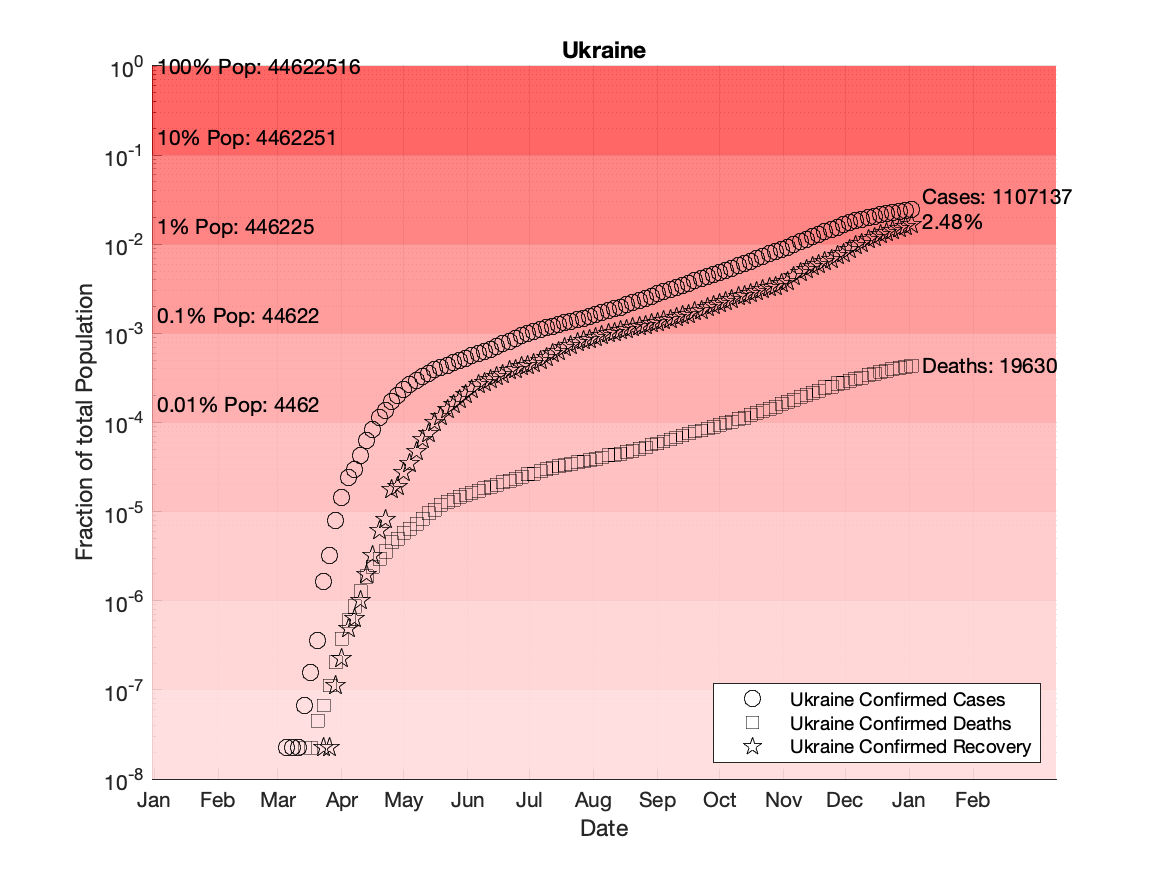 Ukraine
10^0
100% Pop: 44622516
10% Pop: 4462251
10^-1
Cases: 1107137
2.48%
1% Pop: 446225
10^-2
0.1% Pop: 44622
10^-3
Deaths: 19630
0.01% Pop: 4462
10^-4
10^-5
10^-6
10^-7
10^-8
Fraction of total Population
Ukraine Confirmed Cases
Ukraine Confirmed Deaths
Ukraine Confirmed Recovery
Jan Feb Mar Apr May Jun Jul Aug Sep Oct Nov Dec Jan Feb
Date